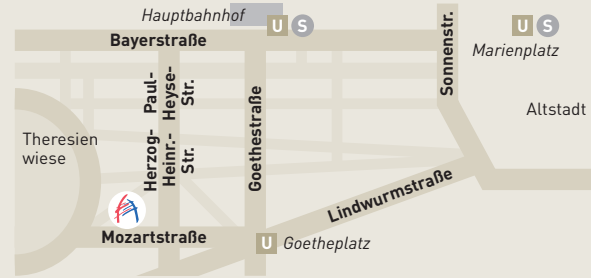 Hauptbahnhof
U S
Bayerstraße
Sonnenstr.
U S
Marienplatz
Altstadt
Paul-
Heyse-
Str.
Goethestraße
Theresien
wiese
Herzog-
Heinr.-
Str.
Lindwurmstraße
Mozartstraße
U Goetheplatz